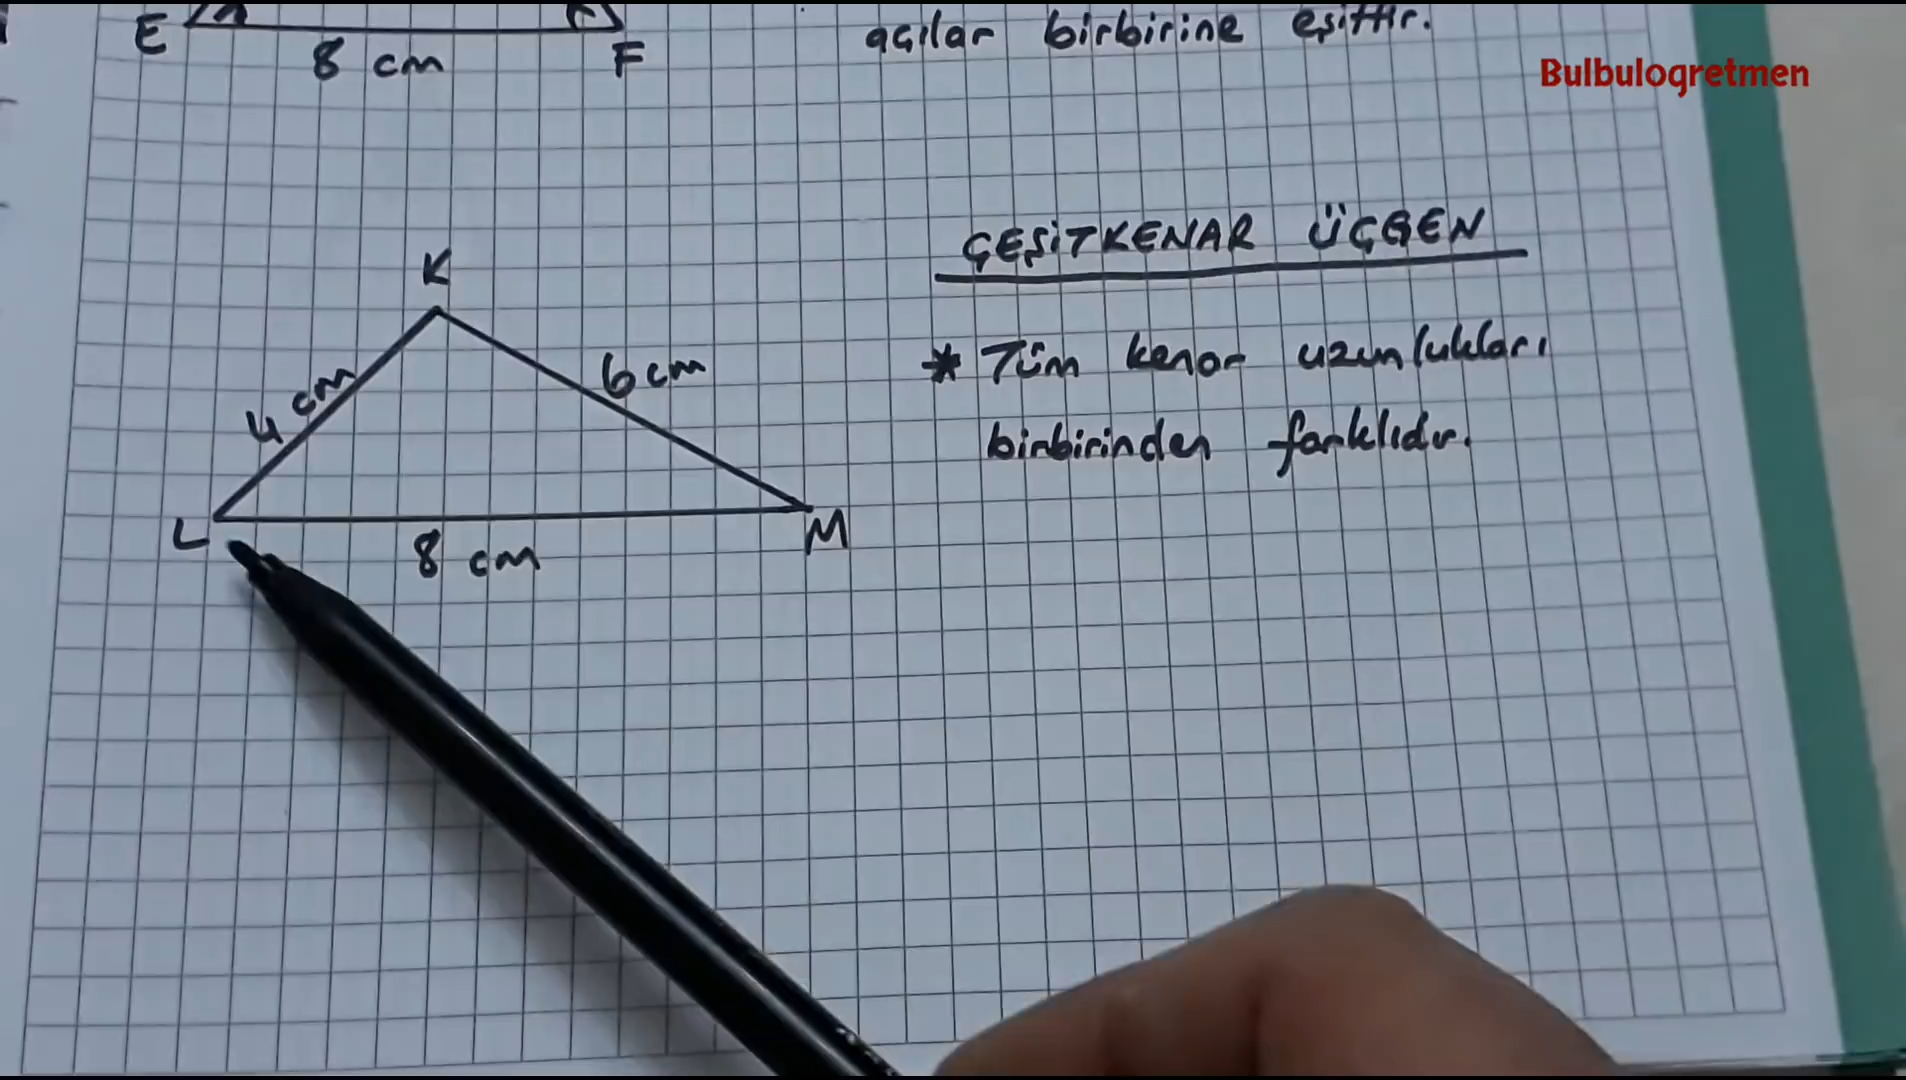 E
8 cm
F
açılar birbirine eşittir.
Bulbulogretmen
ÇEŞİTKENAR ÜÇGEN
K
4 cm
6 cm
* Tüm kenar uzunlukları
birbirinden farklıdır.
L
8 cm
M